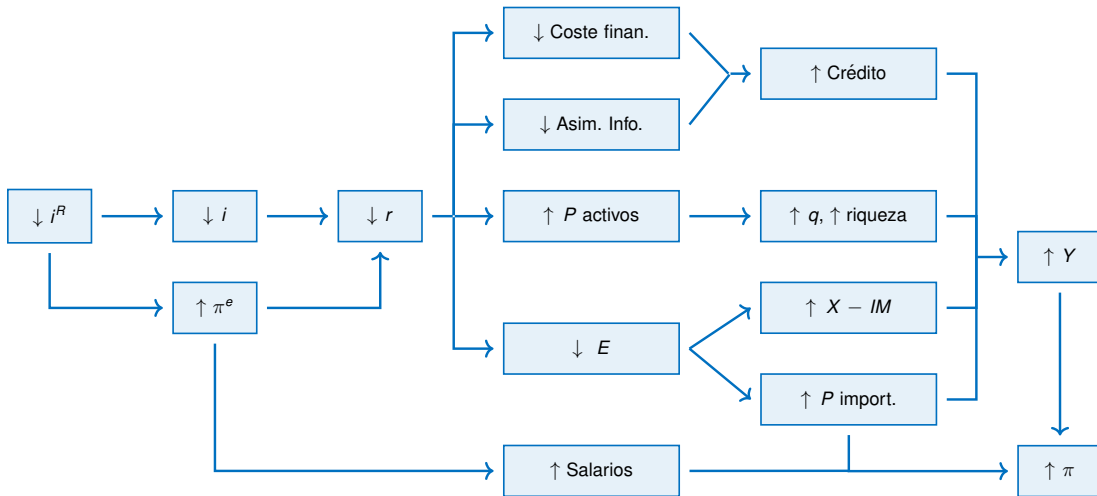 ↓ Coste finan.
↑ Crédito
↓ Asim. Info.
↓ i^R
↓ i
↓ r
↑ P activos
↑ q, ↑ riqueza
↑ Y
↑ π^e
↑ X − IM
↓ E
↑ P import.
↑ Salarios
↑ π